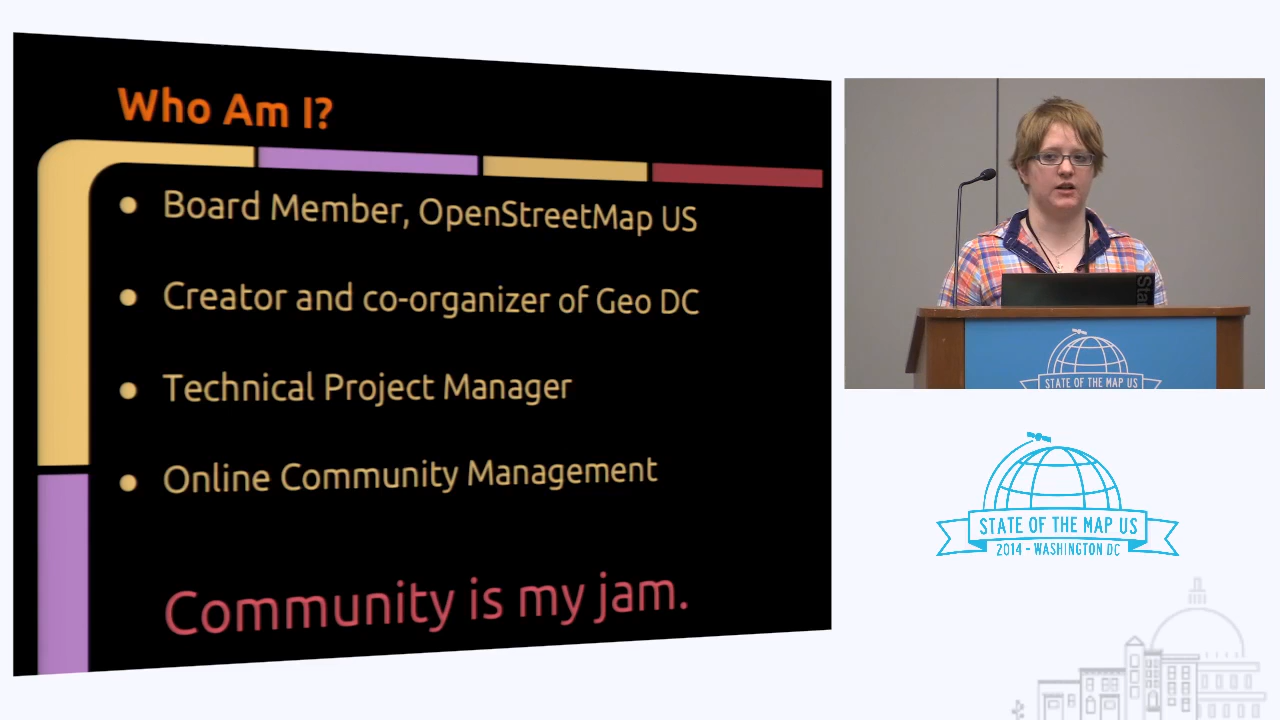 Who Am I?
Board Member, OpenStreetMap US
Creator and co-organizer of Geo DC
Technical Project Manager
Online Community Management
Community is my jam.
Sta
STATE OF THE MAP US
STATE OF THE MAP US
2014 - WASHINGTON DC